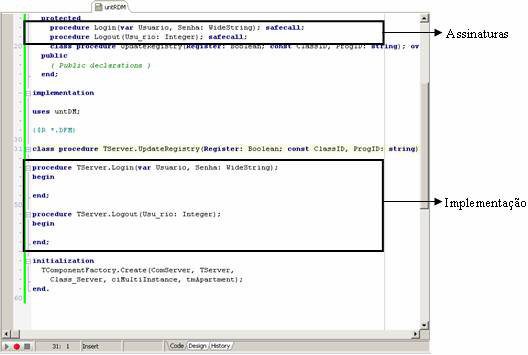 untRDM
protected
procedure Login(var Usuario, Senha: WideString); safecall;
procedure Logout(Usu_rio: Integer); safecall;
20
class procedure UpdateRegistry(Register: Boolean; const ClassID, ProgID: string); ov
public
{ Public declarations }
end;
implementation
uses untDM;
30
{$R *.DFM}
31
class procedure TServer.UpdateRegistry(Register: Boolean; const ClassID, ProgID: string)
procedure TServer.Login(var Usuario, Senha: WideString);
begin
end;
50
procedure TServer.Logout(Usu_rio: Integer);
begin
end;
initialization
TComponentFactory.Create(ComServer, TServer,
Class_Server, ciMultiInstance, tmApartment);
end.
60
31: 1 Insert Code Design History
Assinaturas
Implementação